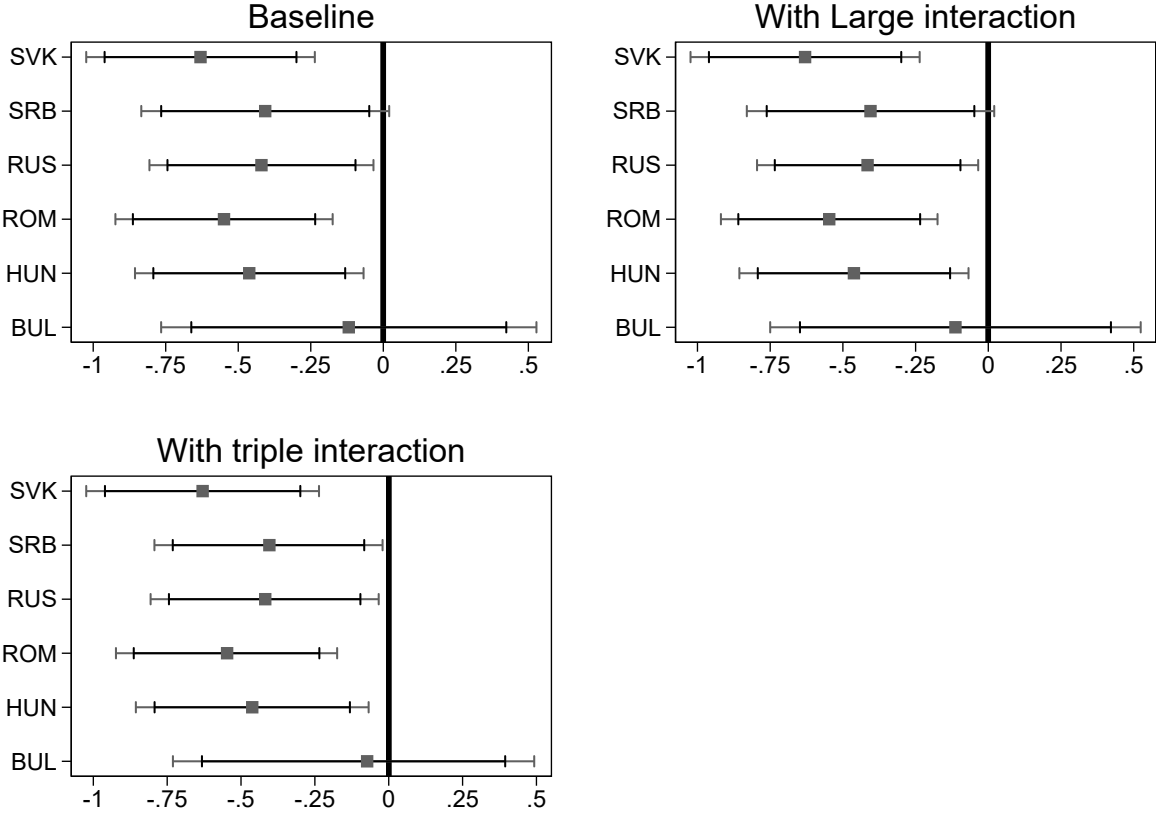 Baseline
SVK
SRB
RUS
ROM
HUN
BUL
-1 -.75 -.5 -.25 0 .25 .5
With Large interaction
SVK
SRB
RUS
ROM
HUN
BUL
-1 -.75 -.5 -.25 0 .25 .5
With triple interaction
SVK
SRB
RUS
ROM
HUN
BUL
-1 -.75 -.5 -.25 0 .25 .5